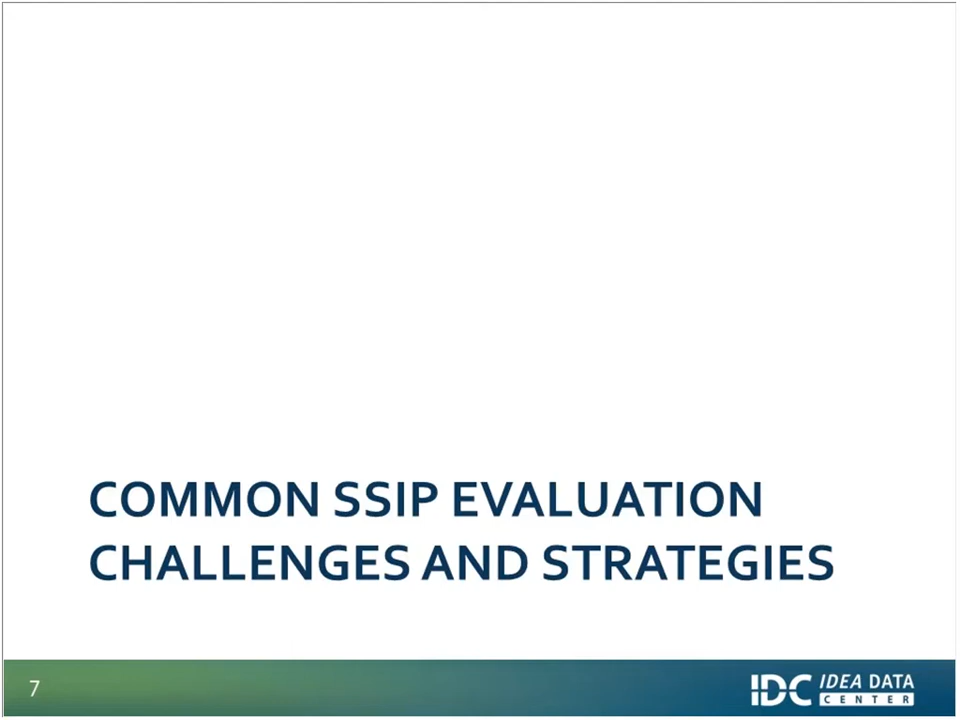 COMMON SSIP EVALUATION
CHALLENGES AND STRATEGIES
7
IDC IDEA DATA
CENTER